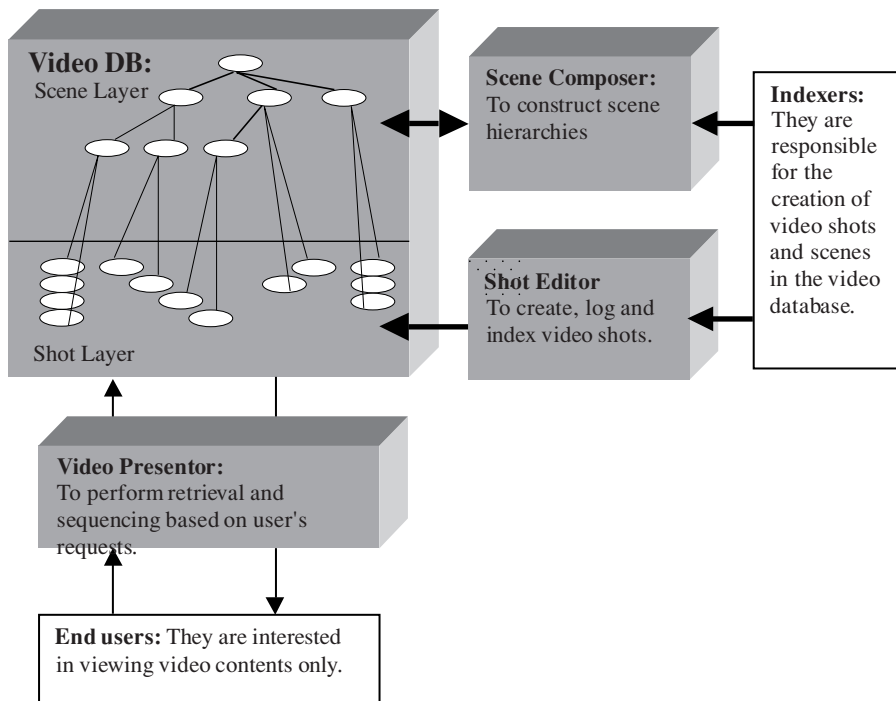 Video DB:
Scene Layer
Shot Layer
Scene Composer:
To construct scene
hierarchies
Indexers:
They are
responsible
for the
creation of
video shots
and scenes
in the video
database.
Shot Editor
To create, log and
index video shots.
Video Presentor:
To perform retrieval and
sequencing based on user's
requests.
End users: They are interested
in viewing video contents only.